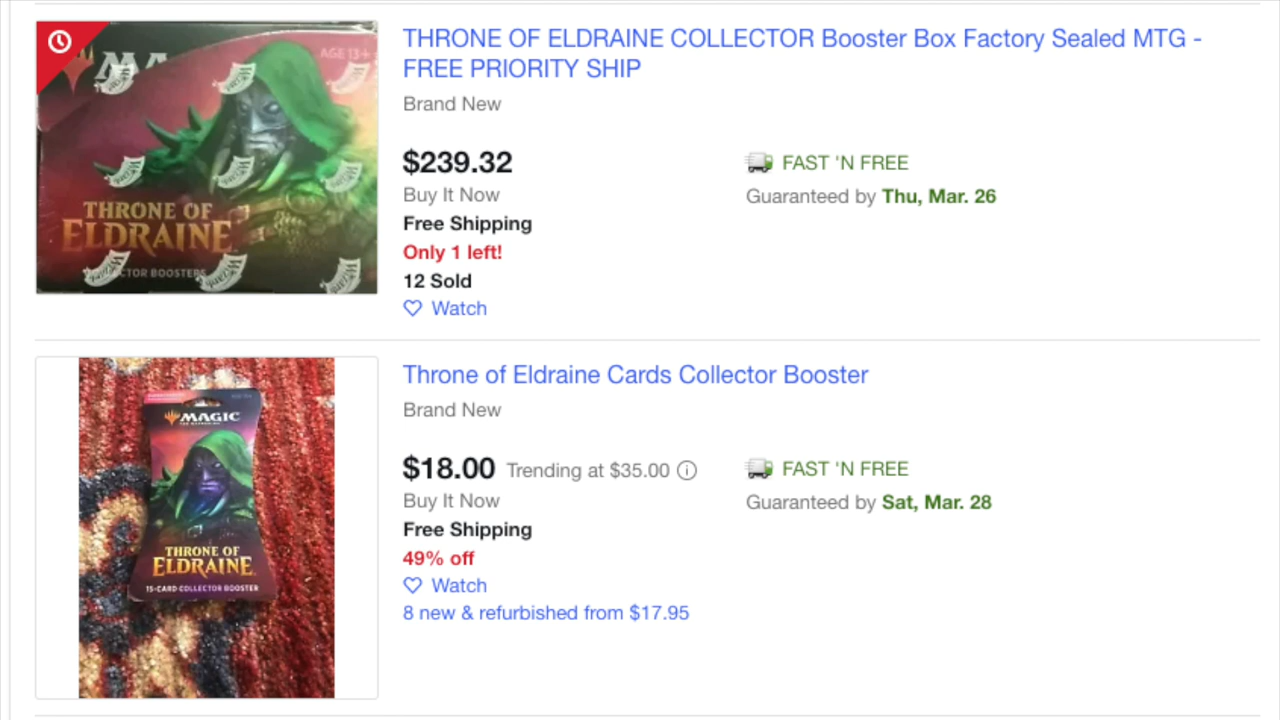 MA
AGE 13+
THRONE OF
ELDRAINE
CTOR BOOSTERS
THRONE OF ELDRAINE COLLECTOR Booster Box Factory Sealed MTG -
FREE PRIORITY SHIP
Brand New
$239.32
FAST 'N FREE
Buy It Now
Guaranteed by Thu, Mar. 26
Free Shipping
Only 1 left!
12 Sold
Watch
MAGIC
THRONE OF
ELDRAINE
15-CARD COLLECTOR BOOSTER
Throne of Eldraine Cards Collector Booster
Brand New
$18.00 Trending at $35.00
FAST 'N FREE
Buy It Now
Guaranteed by Sat, Mar. 28
Free Shipping
49% off
Watch
8 new & refurbished from $17.95